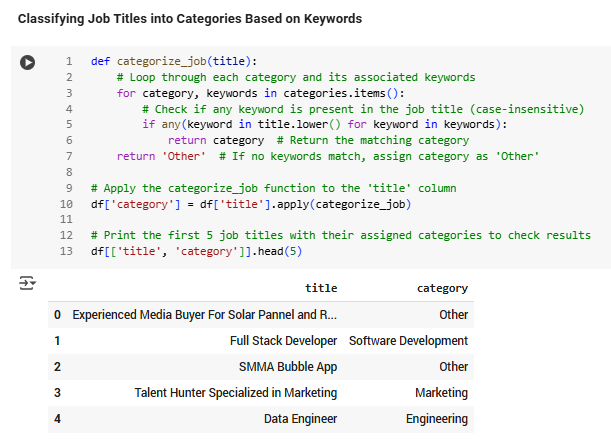 Classifying Job Titles into Categories Based on Keywords
1 def categorize_job(title):
2     # Loop through each category and its associated keywords
3     for category, keywords in categories.items():
4         # Check if any keyword is present in the job title (case-insensitive)
5         if any(keyword in title.lower() for keyword in keywords):
6             return category  # Return the matching category
7     return 'Other'  # If no keywords match, assign category as 'Other'
8
9 # Apply the categorize_job function to the 'title' column
10 df['category'] = df['title'].apply(categorize_job)
11
12 # Print the first 5 job titles with their assigned categories to check results
13 df[['title', 'category']].head(5)
title category
0 Experienced Media Buyer For Solar Pannel and R... Other
1 Full Stack Developer Software Development
2 SMMA Bubble App Other
3 Talent Hunter Specialized in Marketing Marketing
4 Data Engineer Engineering